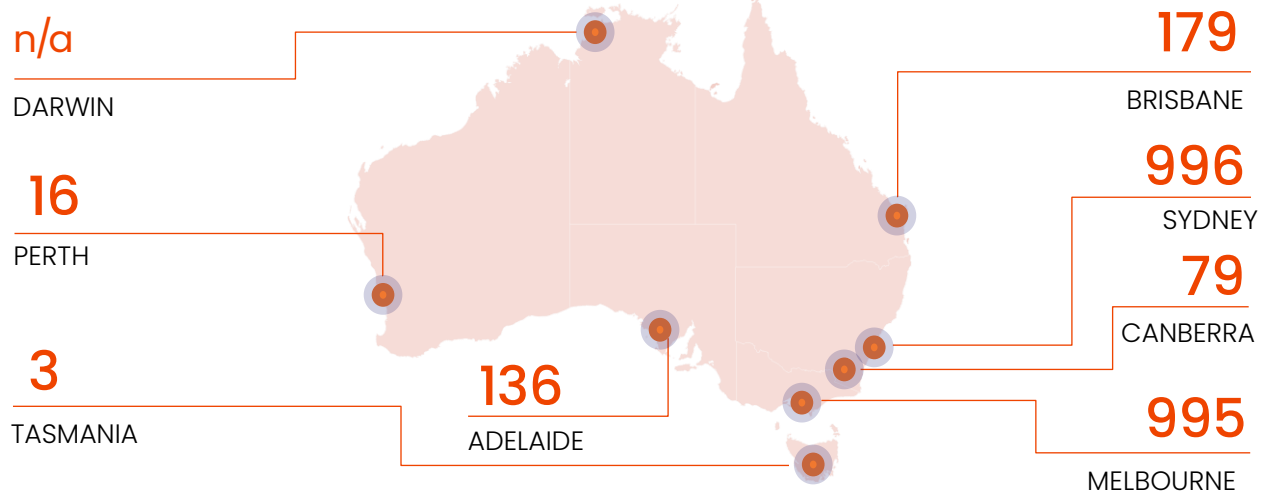 n/a
DARWIN
16
PERTH
3
TASMANIA
136
ADELAIDE
179
BRISBANE
996
SYDNEY
79
CANBERRA
995
MELBOURNE